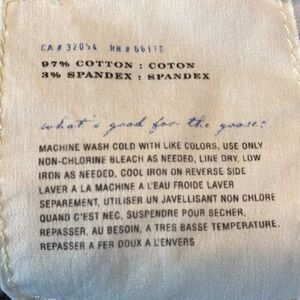 CA # 32054 RN # 66170
97% COTTON : COTON
3% SPANDEX : SPANDEX
what's good for the goose:
MACHINE WASH COLD WITH LIKE COLORS, USE ONLY
NON-CHLORINE BLEACH AS NEEDED, LINE DRY, LOW
IRON AS NEEDED. COOL IRON ON REVERSE SIDE
LAVER A LA MACHINE A L'EAU FROIDE LAVER
SEPAREMENT, UTILISER UN JAVELLISANT NON CHLORE
QUAND C'EST NEC, SUSPENDRE POUR SECHER,
REPASSER, AU BESOIN, A TRES BASSE TEMPERATURE.
REPASSER A FER DOUX A L'ENVERS